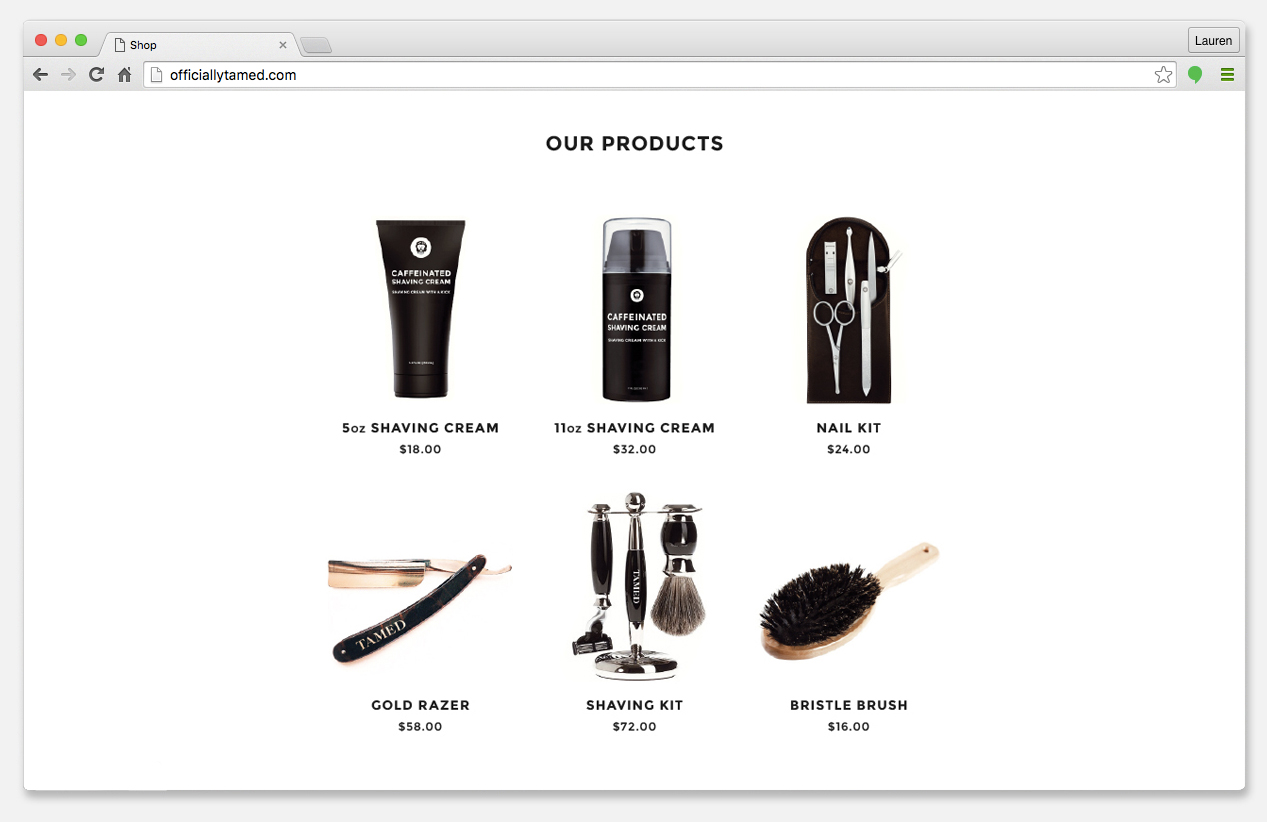 Shop
Lauren
officiallytamed.com
OUR PRODUCTS
CAFFEINATED
SHAVING CREAM
SHAVING CREAM WITH A KICK
CAFFEINATED
SHAVING CREAM
SHAVING CREAM WITH A KICK
5oz SHAVING CREAM
11oz SHAVING CREAM
NAIL KIT
$18.00
$32.00
$24.00
TAMED
TAMED
GOLD RAZER
SHAVING KIT
BRISTLE BRUSH
$58.00
$72.00
$16.00